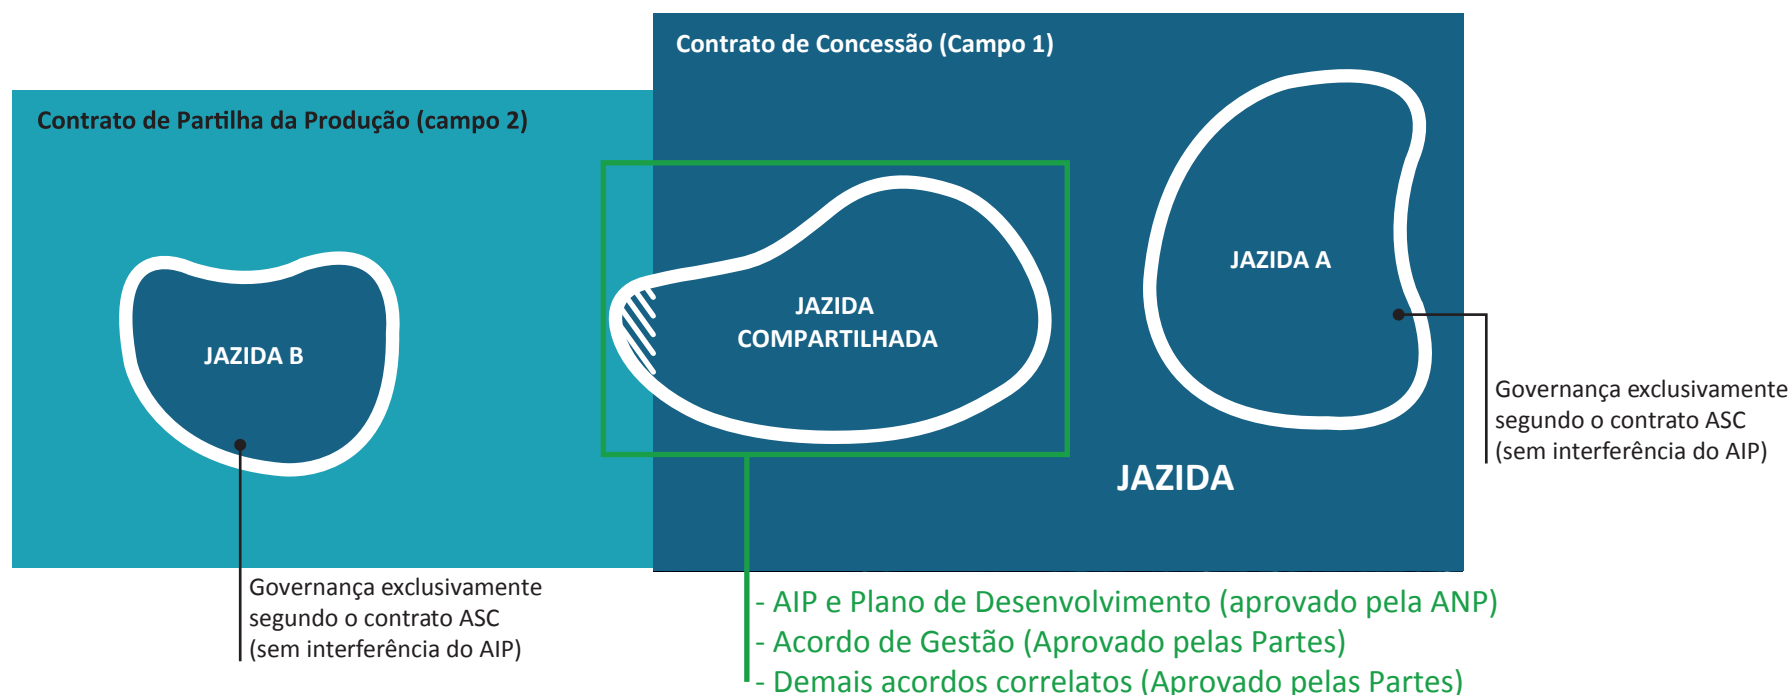 Contrato de Concessão (Campo 1)
Contrato de Partilha da Produção (campo 2)
JAZIDA A
JAZIDA
COMPARTILHADA
JAZIDA B
Governança exclusivamente
segundo o contrato ASC
(sem interferência do AIP)
JAZIDA
Governança exclusivamente
segundo o contrato ASC
(sem interferência do AIP)
- AIP e Plano de Desenvolvimento (aprovado pela ANP)
- Acordo de Gestão (Aprovado pelas Partes)
- Demais acordos correlatos (Aprovado pelas Partes)